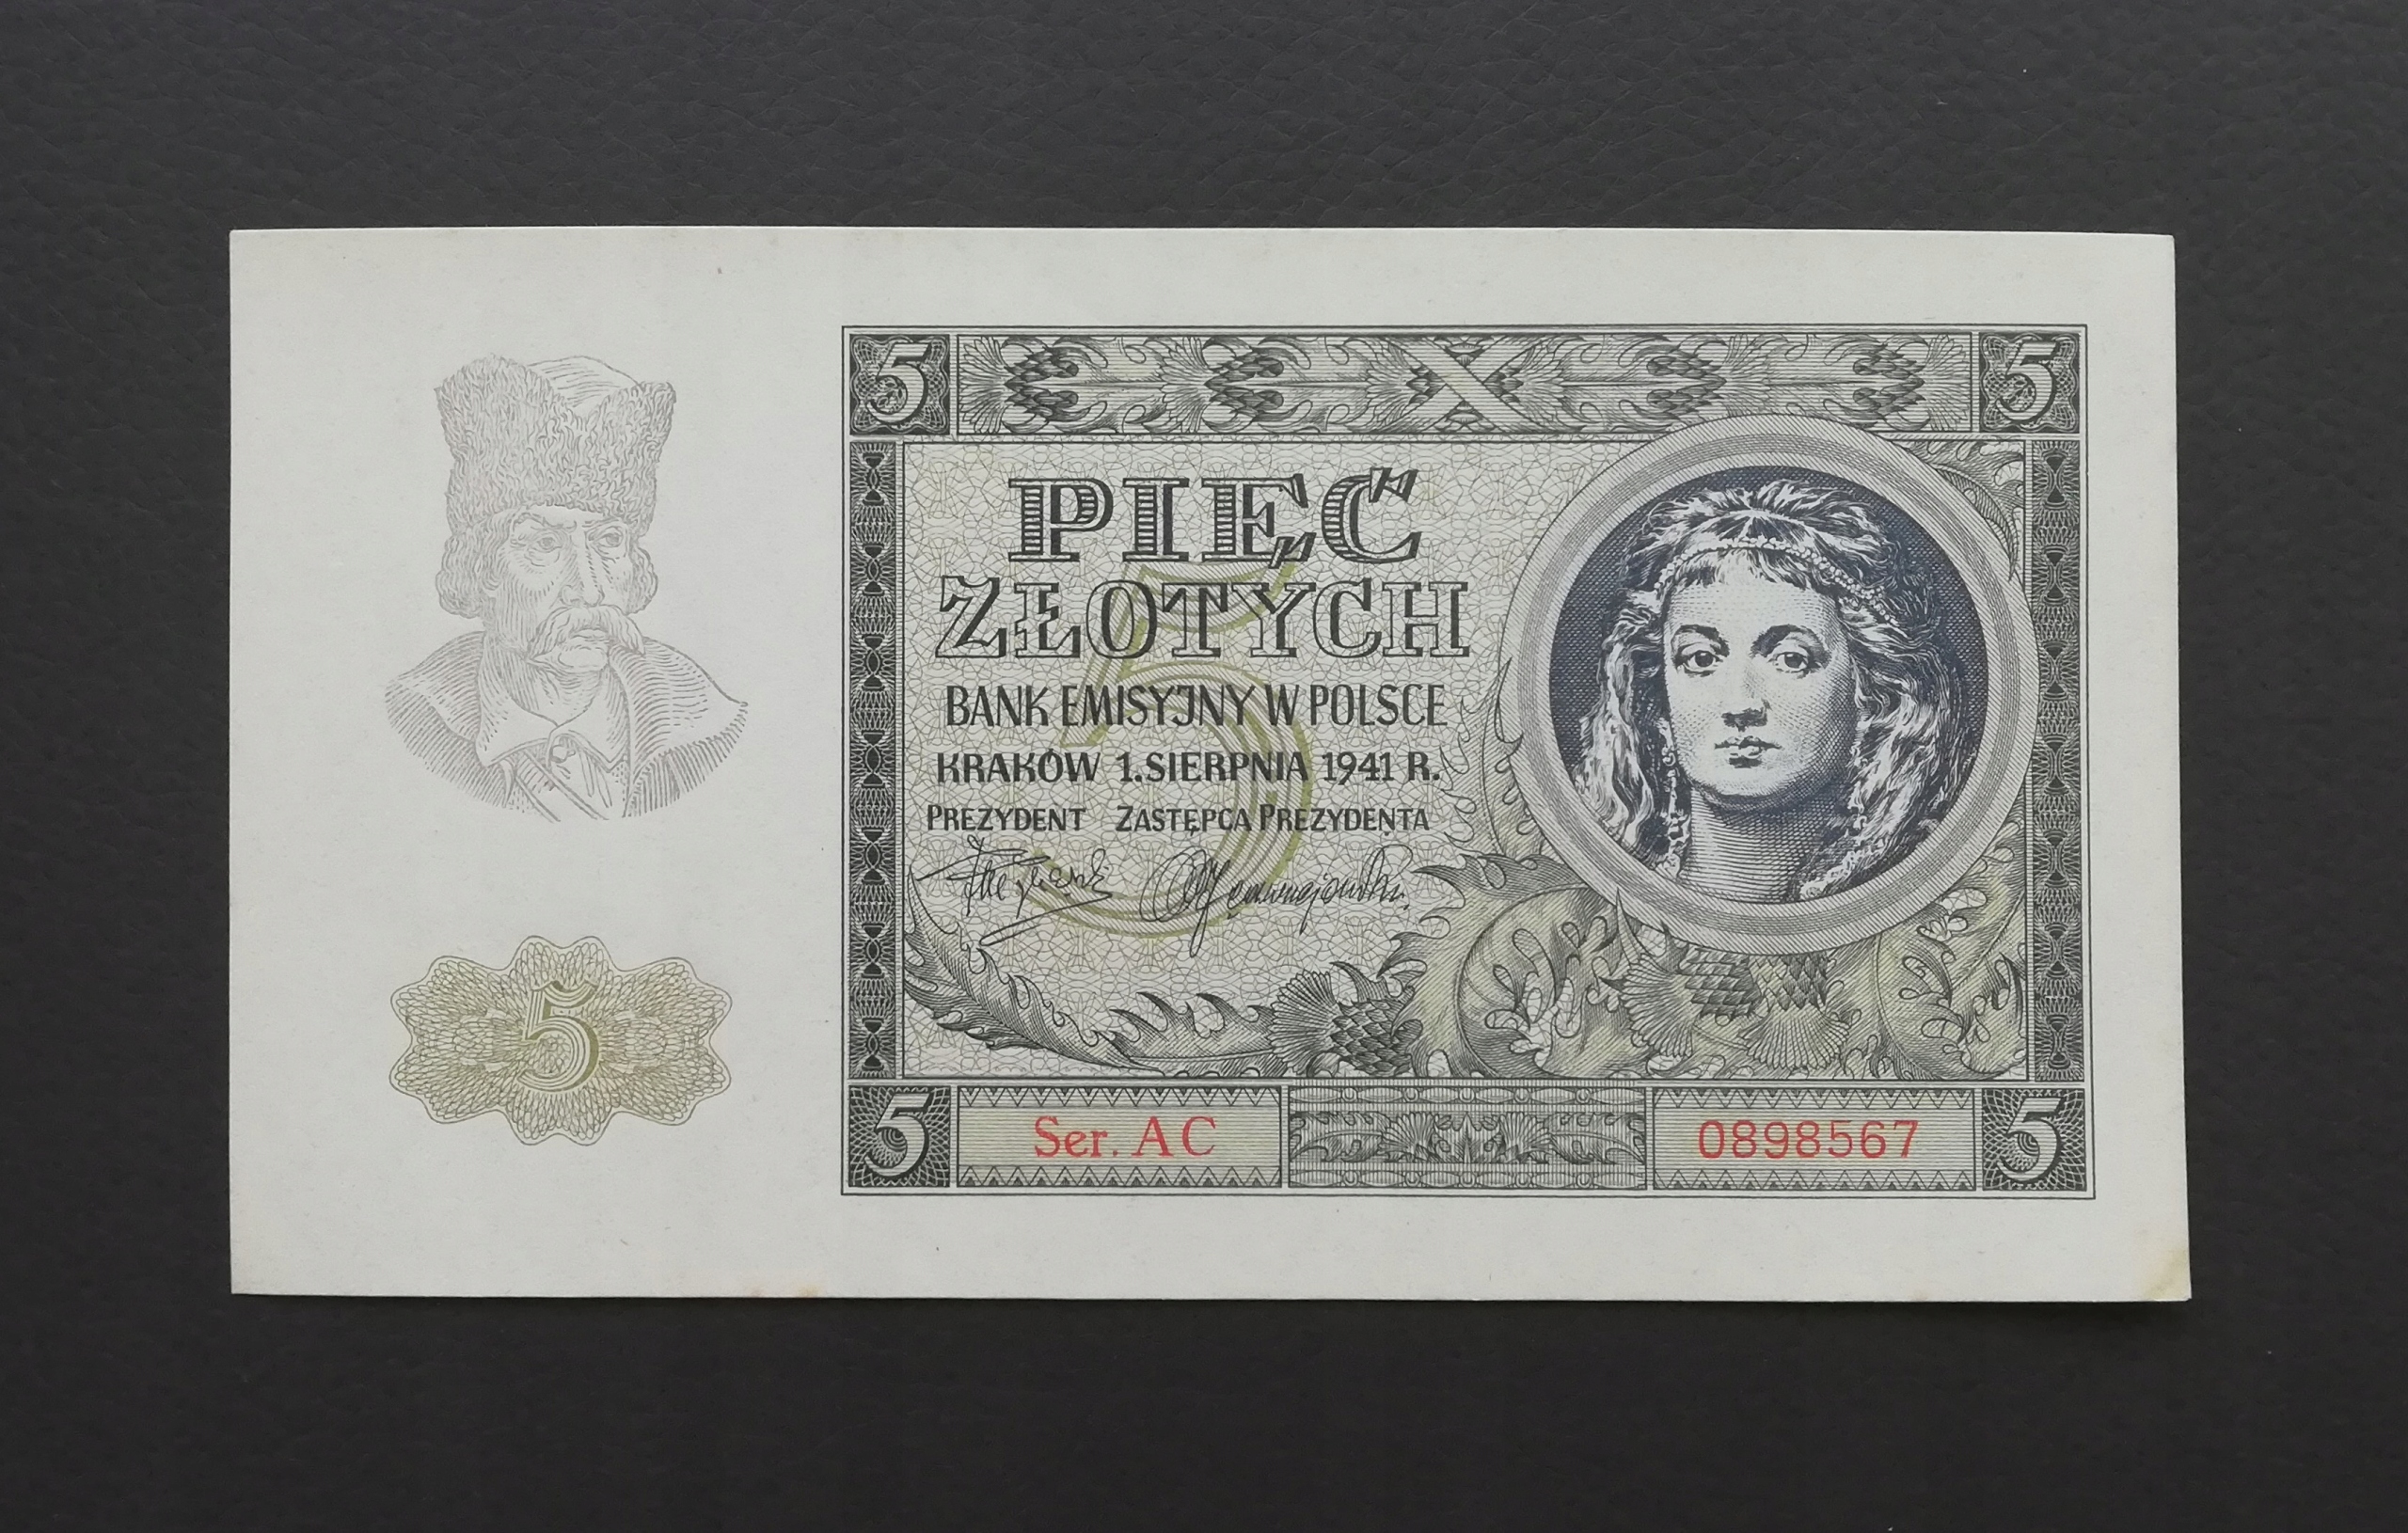 5 5
PIĘĆ
ZŁOTYCH
5
BANK EMISYJNY W POLSCE
KRAKÓW 1. SIERPNIA 1941 R.
PREZYDENT ZASTĘPCA PREZYDENTA
5
5 Ser. AC 0898567 5